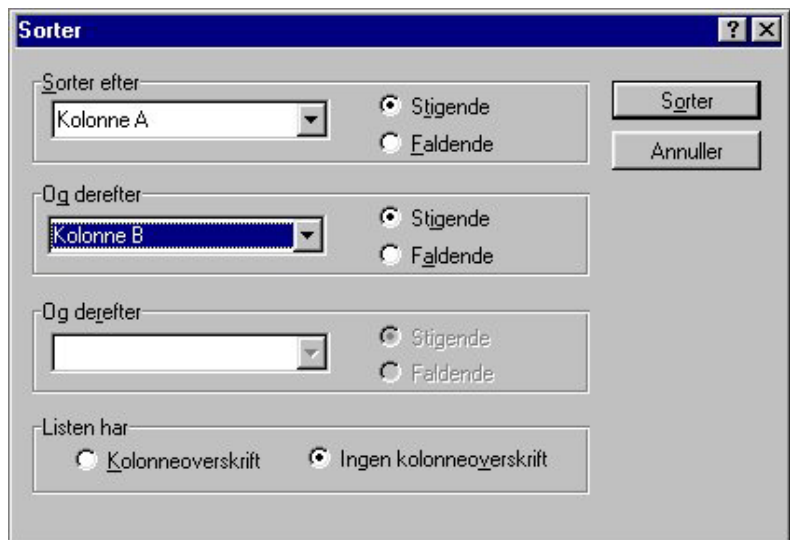 Sorter
Sorter efter
Kolonne A
Stigende
Faldende
Sorter
Annuller
Og derefter
Kolonne B
Stigende
Faldende
Og derefter
Stigende
Faldende
Listen har
Kolonneoverskrift
Ingen kolonneoverskrift